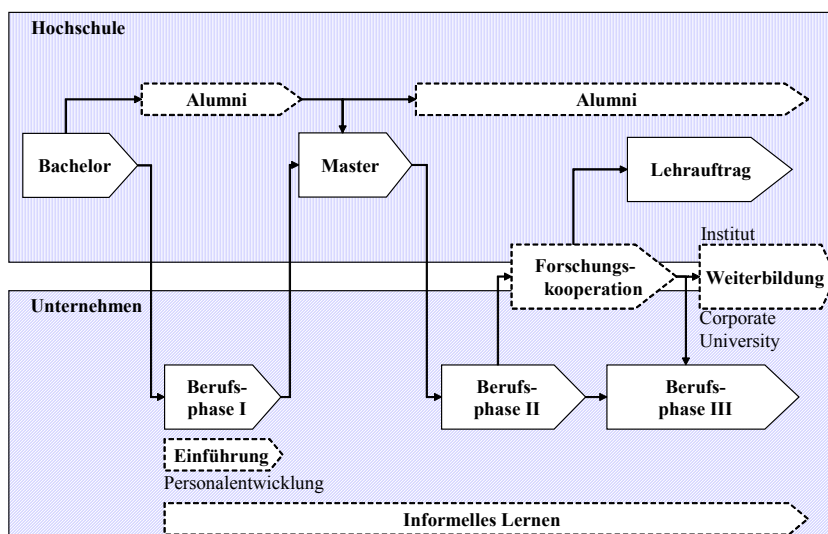 Hochschule
Alumni
Alumni
Bachelor
Master
Lehrauftrag
Institut
Forschungs-
kooperation
Weiterbildung
Unternehmen
Corporate
University
Berufs-
phase I
Berufs-
phase II
Berufs-
phase III
Einführung
Personalentwicklung
Informelles Lernen